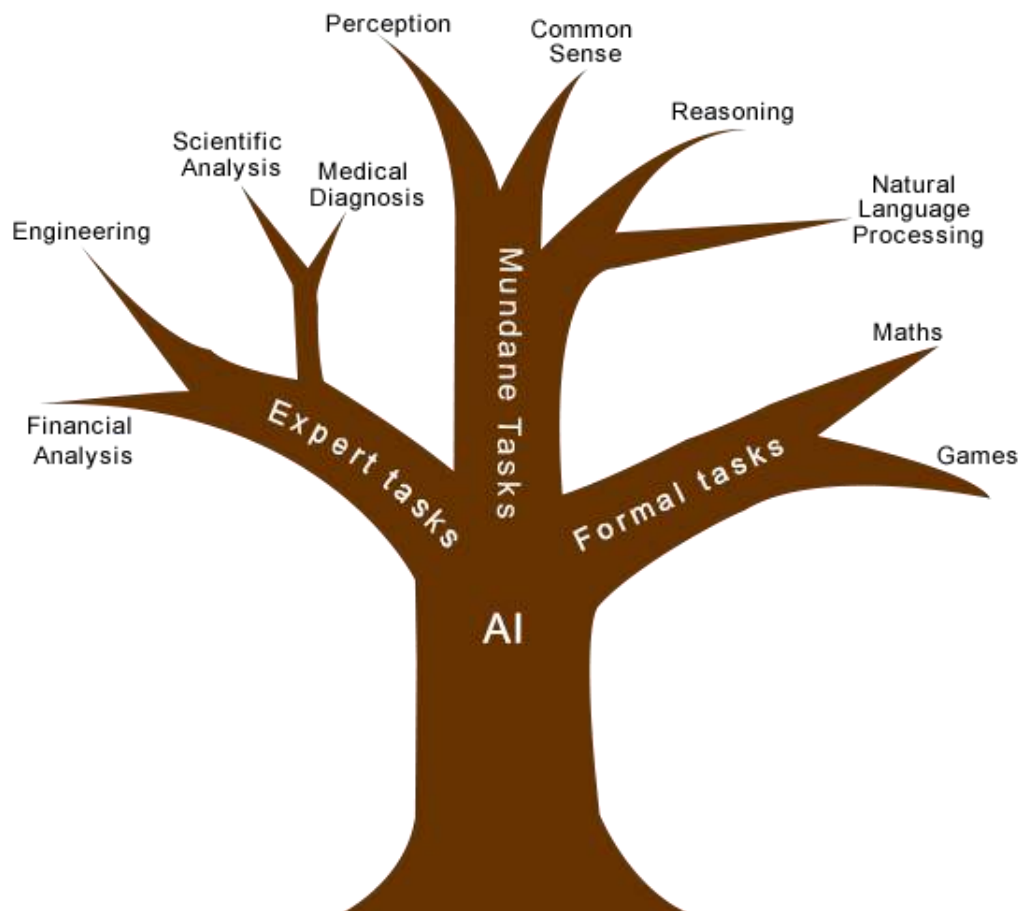 Perception
Common
Sense
Reasoning
Scientific
Analysis
Medical
Diagnosis
Natural
Language
Processing
Engineering
Mundane Tasks
Maths
Financial
Analysis
Expert tasks
Formal tasks
Games
AI